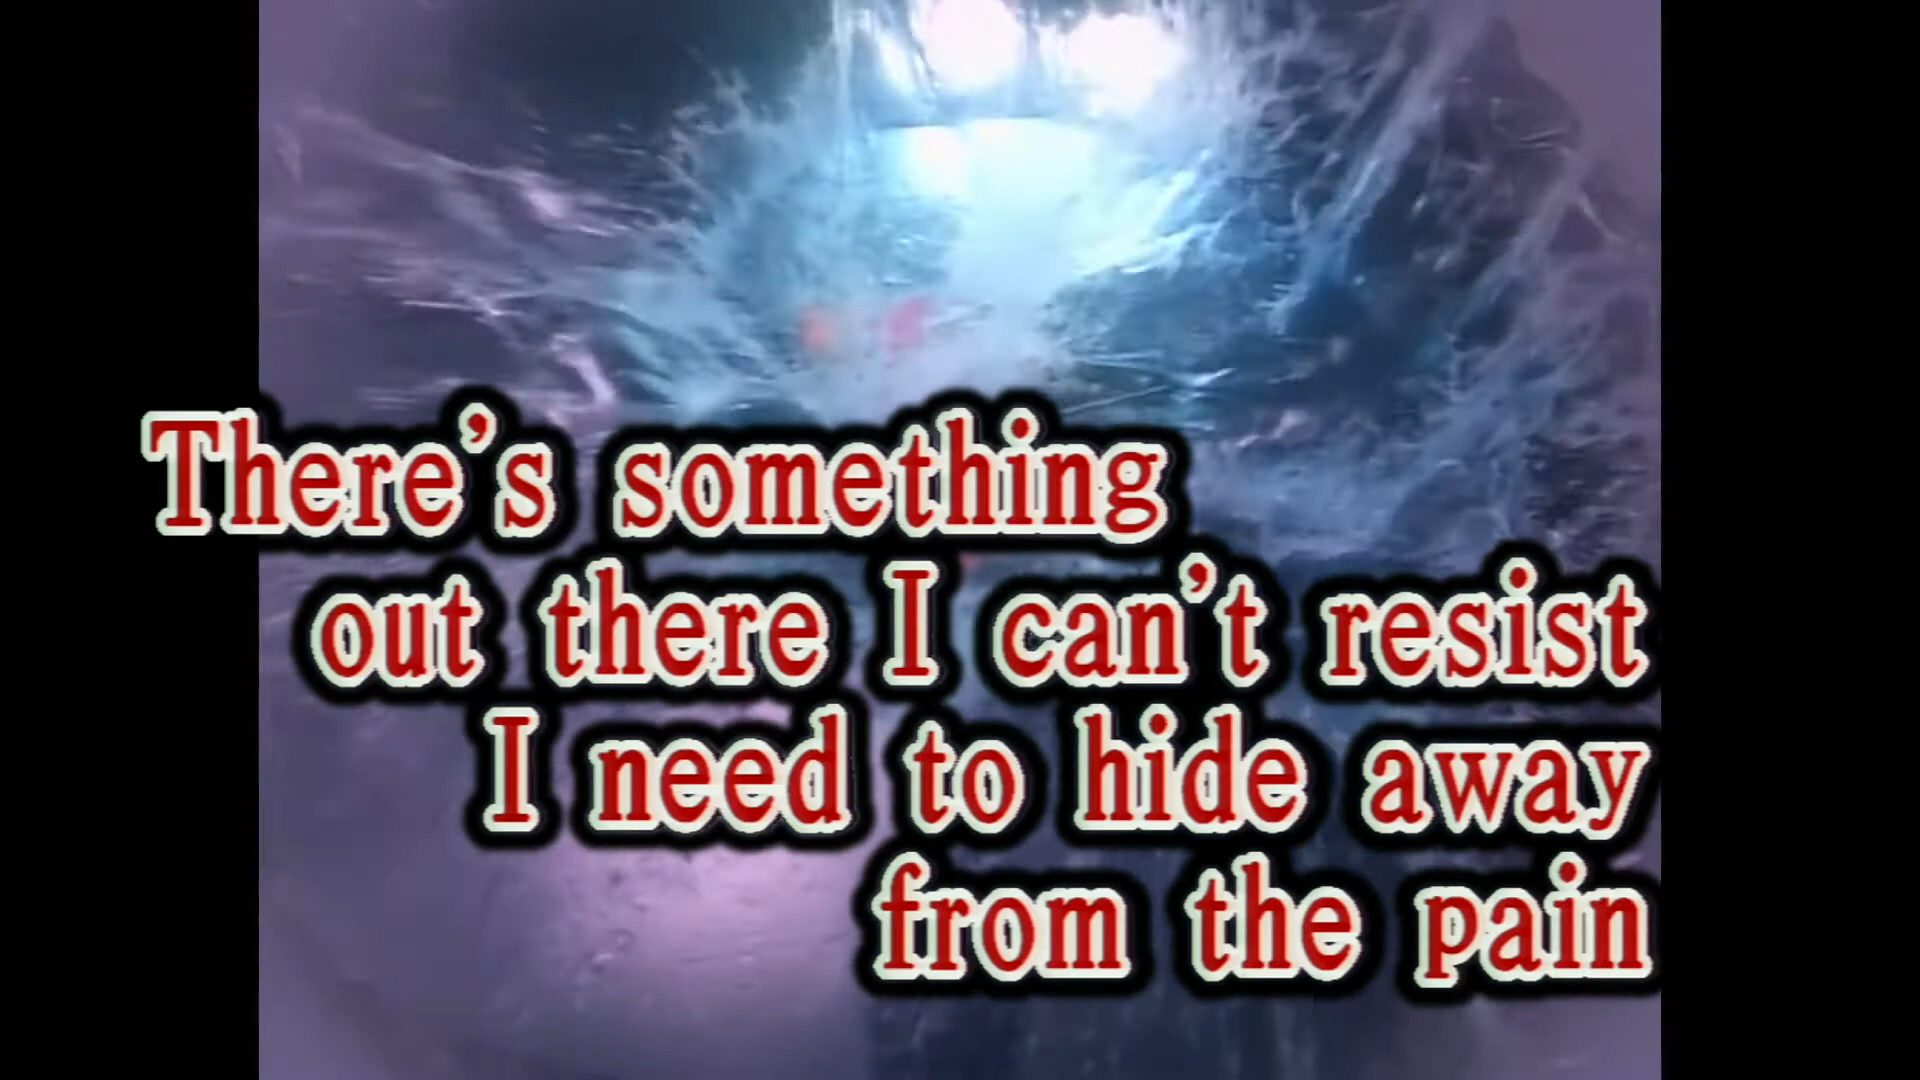 There's something
out there I can't resist
I need to hide away
from the pain